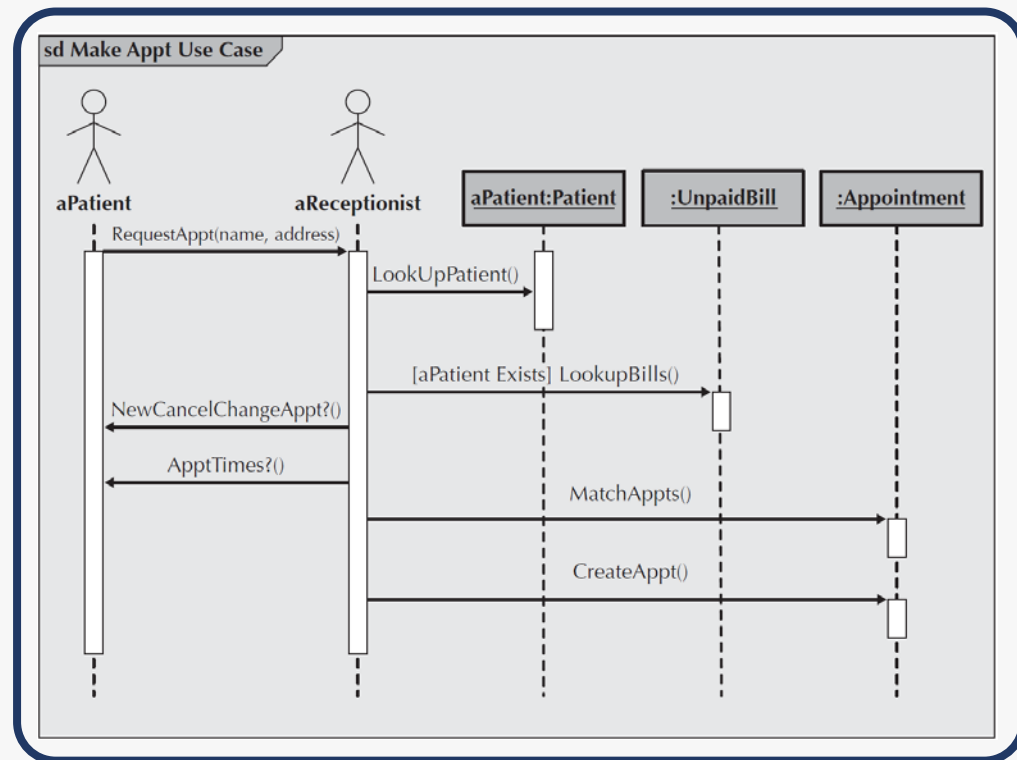 sd Make Appt Use Case
aPatient
aReceptionist
aPatient:Patient
:UnpaidBill
:Appointment
RequestAppt(name, address)
LookUpPatient()
[aPatient Exists] LookupBills()
NewCancelChangeAppt?()
ApptTimes?()
MatchAppts()
CreateAppt()